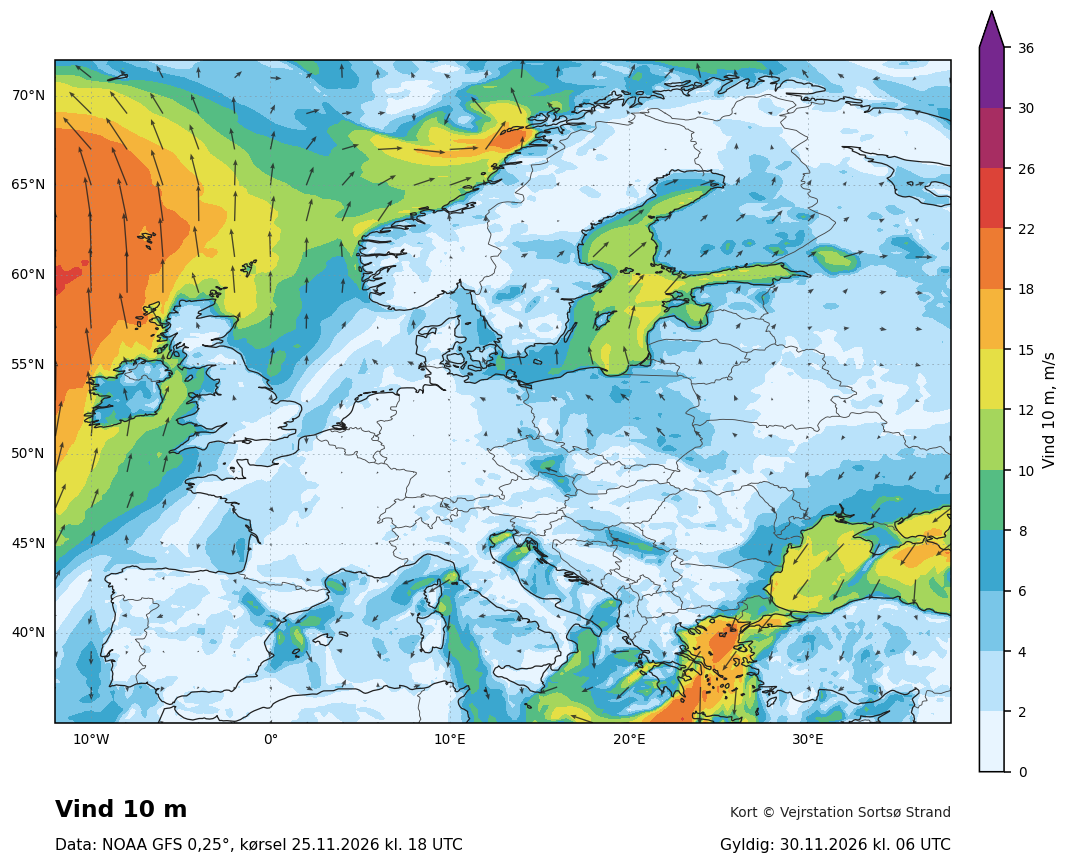 36
30
26
22
18
15
12
10
8
6
4
2
0
Vind 10 m, m/s
70°N
65°N
60°N
55°N
50°N
45°N
40°N
10°W
0°
10°E
20°E
30°E
Vind 10 m
Kort © Vejrstation Sortsø Strand
Data: NOAA GFS 0,25°, kørsel 25.11.2026 kl. 18 UTC
Gyldig: 30.11.2026 kl. 06 UTC